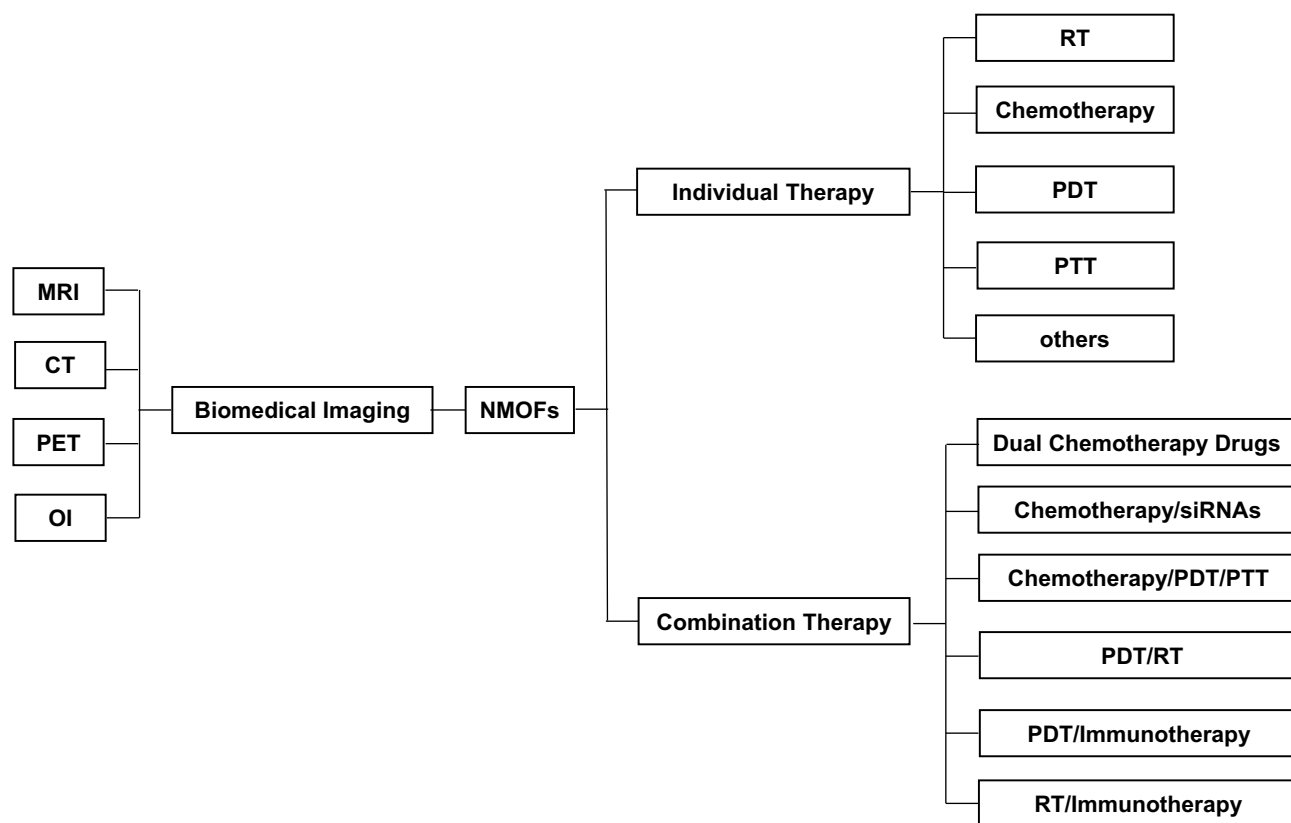 MRI
CT
PET
OI
Biomedical Imaging
NMOFs
Individual Therapy
RT
Chemotherapy
PDT
PTT
others
Combination Therapy
Dual Chemotherapy Drugs
Chemotherapy/siRNAs
Chemotherapy/PDT/PTT
PDT/RT
PDT/Immunotherapy
RT/Immunotherapy